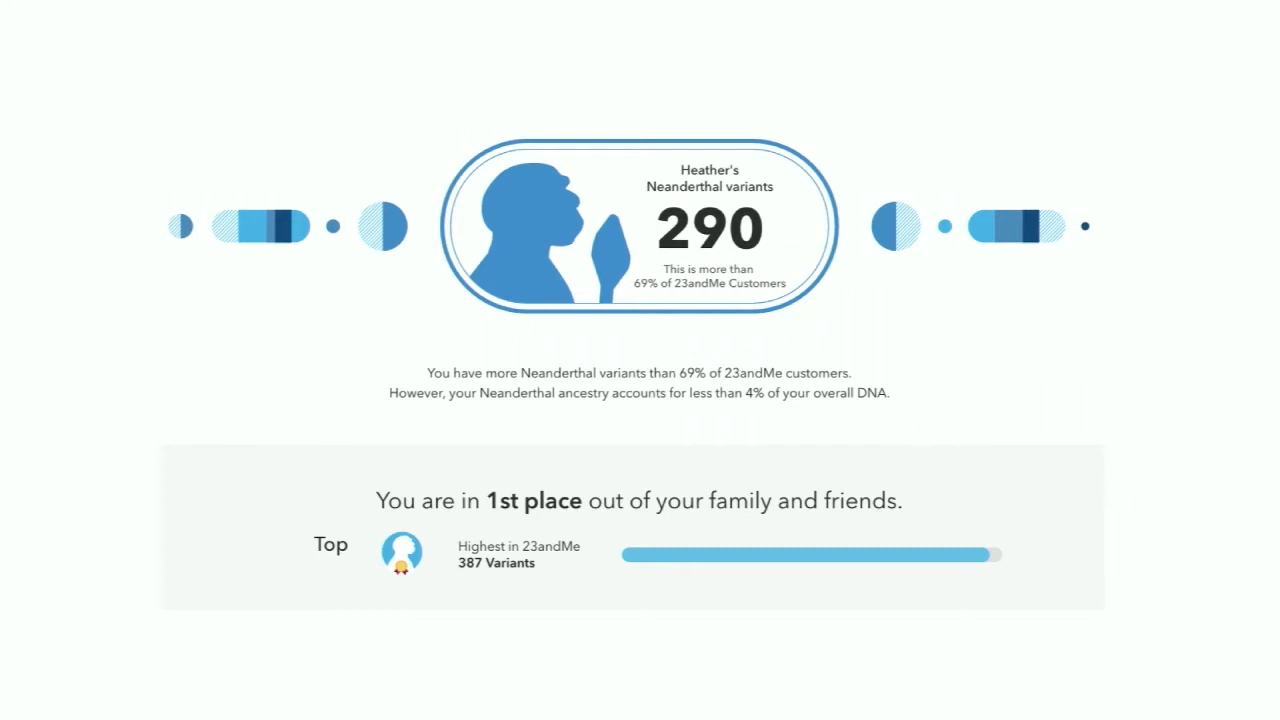 Heather's
Neanderthal variants
290
This is more than
69% of 23andMe Customers
You have more Neanderthal variants than 69% of 23andMe customers.
However, your Neanderthal ancestry accounts for less than 4% of your overall DNA.
You are in 1st place out of your family and friends.
Top
Highest in 23andMe
387 Variants